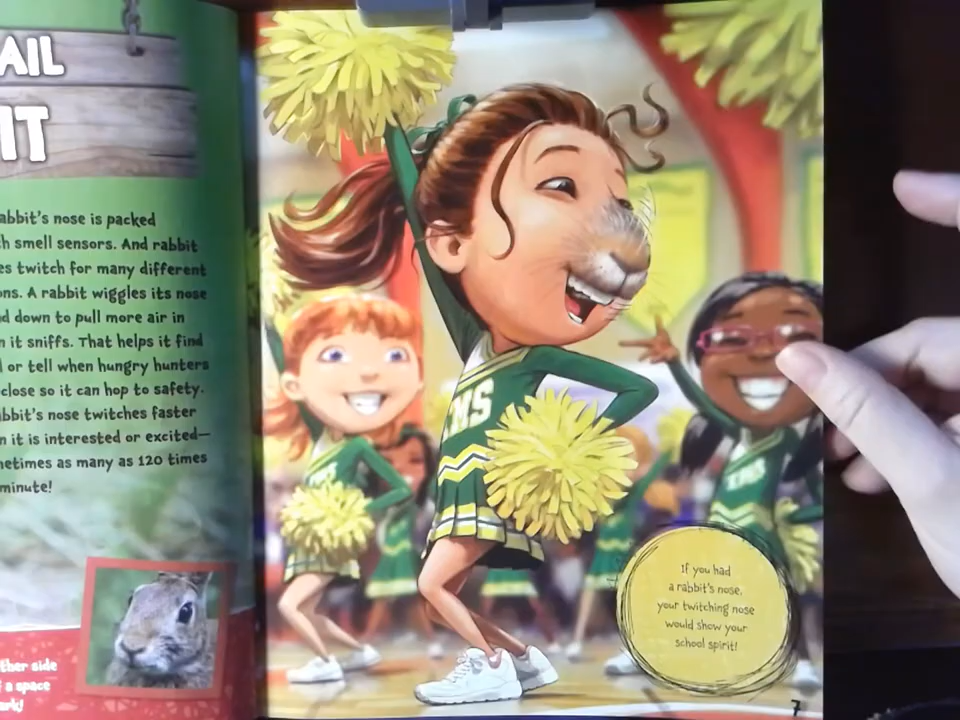 AIL
IT
abbit's nose is packed
h smell sensors. And rabbit
es twitch for many different
ons. A rabbit wiggles its nose
d down to pull more air in
n it sniffs. That helps it find
or tell when hungry hunters
close so it can hop to safety.
abbit's nose twitches faster
n it is interested or excited—
metimes as many as 120 times
minute!
ther side
f a space
ark!
MS
If you had
a rabbit's nose,
your twitching nose
would show your
school spirit!
7